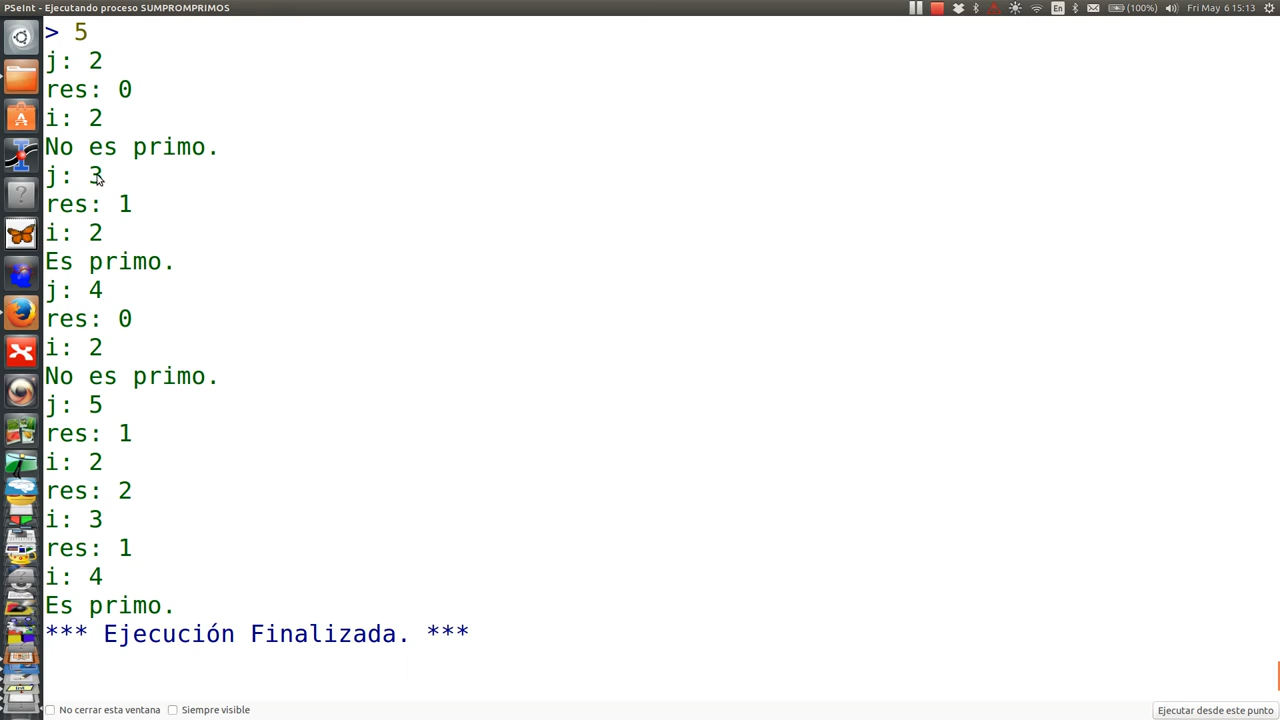 PSeInt - Ejecutando proceso SUMPROMPRIMOS
En
(100%)
Fri May 6 15:13
> 5
j: 2
res: 0
i: 2
No es primo.
j: 3
res: 1
i: 2
Es primo.
j: 4
res: 0
i: 2
No es primo.
j: 5
res: 1
i: 2
res: 2
i: 3
res: 1
i: 4
Es primo.
*** Ejecución Finalizada. ***
No cerrar esta ventana
Siempre visible
Ejecutar desde este punto